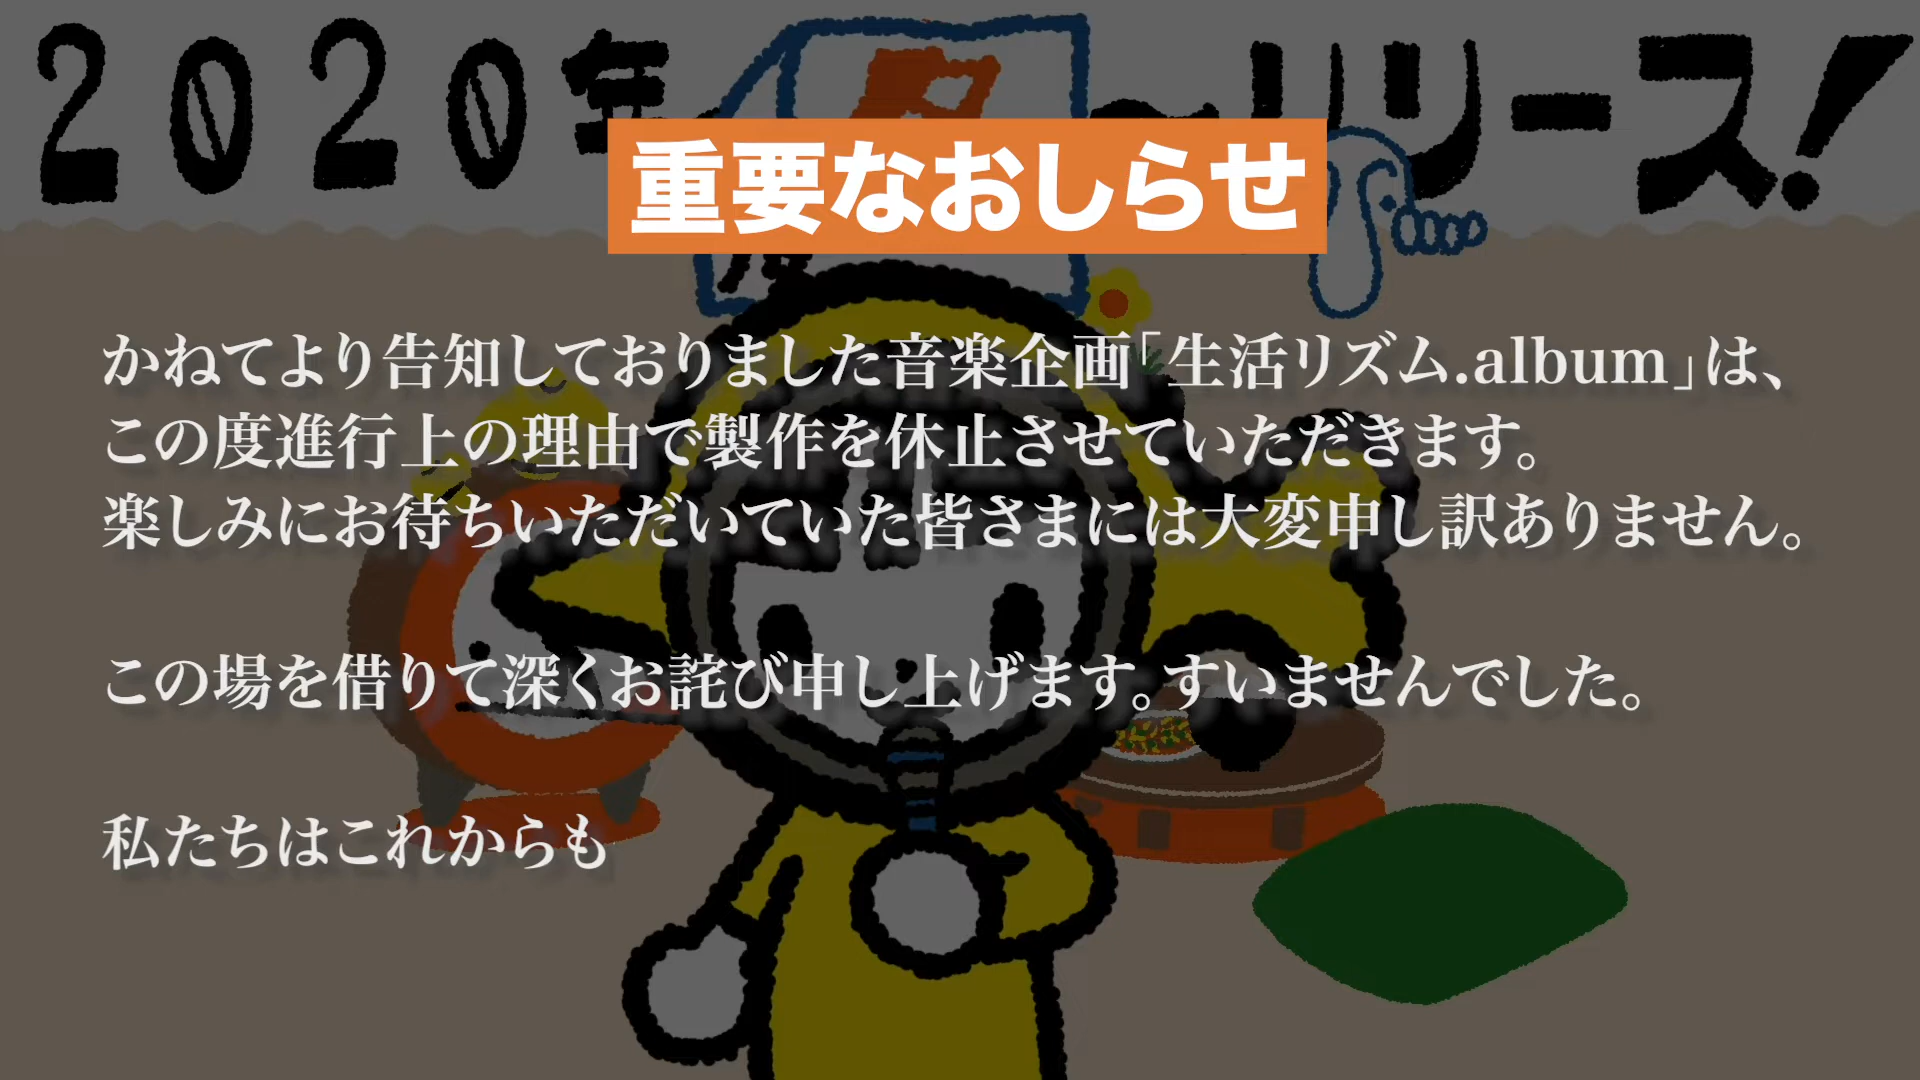 2020年
リリース!
重要なおしらせ
かねてより告知しておりました音楽企画「生活リズム.album」は、
この度進行上の理由で製作を休止させていただきます。
楽しみにお待ちいただいていた皆さまには大変申し訳ありません。
この場を借りて深くお詫び申し上げます。すいませんでした。
私たちはこれからも